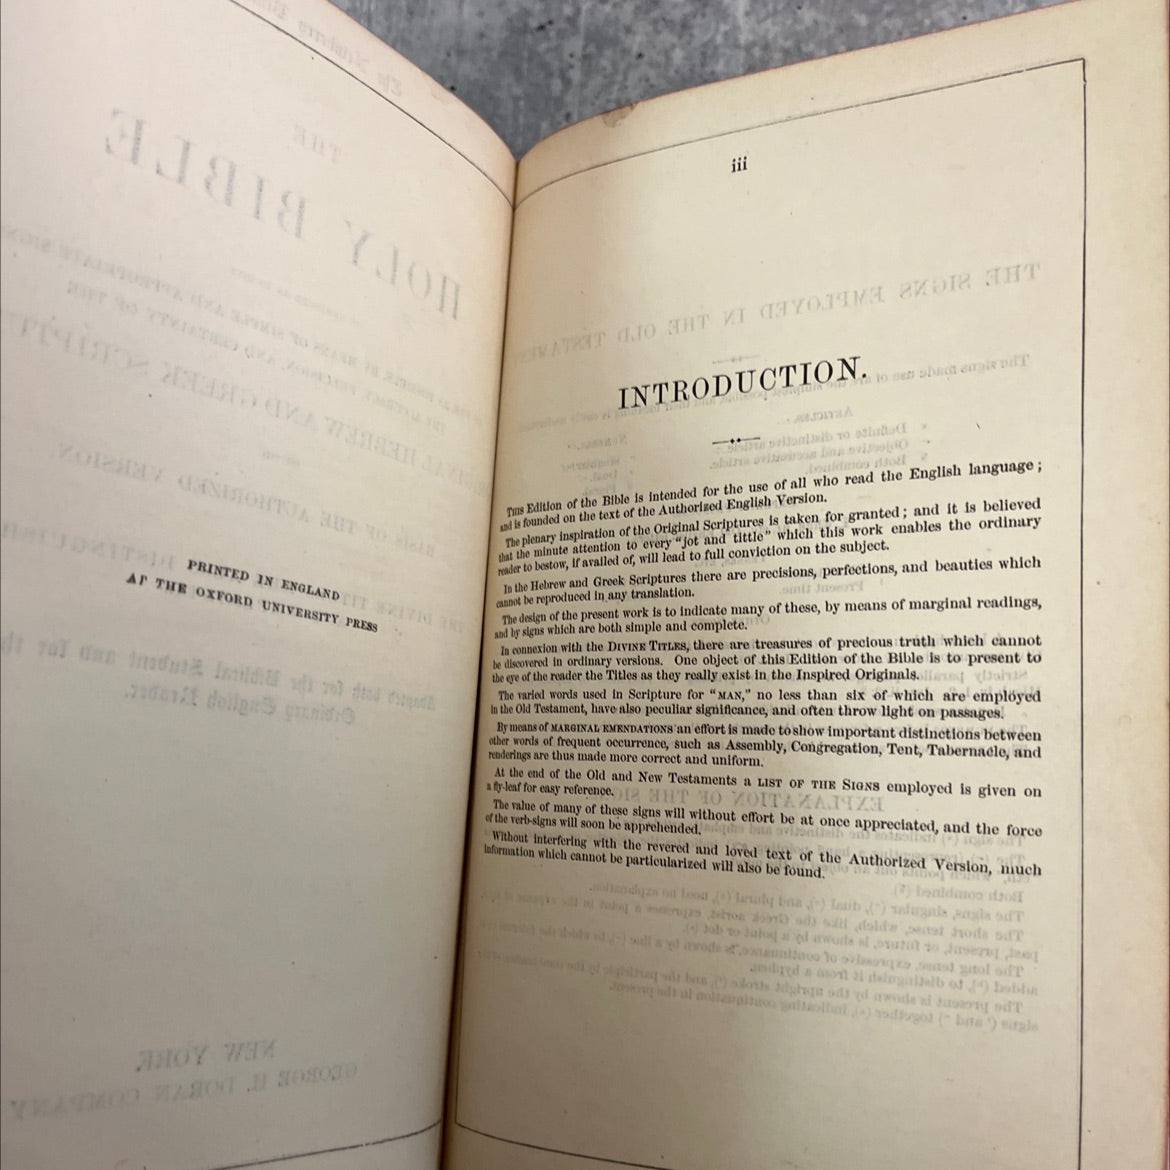 PRINTED IN ENGLAND
AT THE OXFORD UNIVERSITY PRESS
iii
INTRODUCTION.
THIS Edition of the Bible is intended for the use of all who read the English language;
and is founded on the text of the Authorized English Version.
The plenary inspiration of the Original Scriptures is taken for granted; and it is believed
that the minute attention to every "jot and tittle" which this work enables the ordinary
reader to bestow, if availed of, will lead to full conviction on the subject.
In the Hebrew and Greek Scriptures there are precisions, perfections, and beauties which
cannot be reproduced in any translation.
The design of the present work is to indicate many of these, by means of marginal readings,
and by signs which are both simple and complete.
In connexion with the DIVINE TITLES, there are treasures of precious truth which cannot
be discovered in ordinary versions. One object of this Edition of the Bible is to present to
the eye of the reader the Titles as they really exist in the Inspired Originals.
The varied words used in Scripture for "MAN," no less than six of which are employed
in the Old Testament, have also peculiar significance, and often throw light on passages.
By means of MARGINAL EMENDATIONS an effort is made to show important distinctions between
other words of frequent occurrence, such as Assembly, Congregation, Tent, Tabernacle, and
renderings are thus made more correct and uniform.
At the end of the Old and New Testaments a LIST OF THE SIGNS employed is given on
a fly-leaf for easy reference.
The value of many of these signs will without effort be at once appreciated, and the force
of the verb-signs will soon be apprehended.
Without interfering with the revered and loved text of the Authorized Version, much
information which cannot be particularized will also be found.